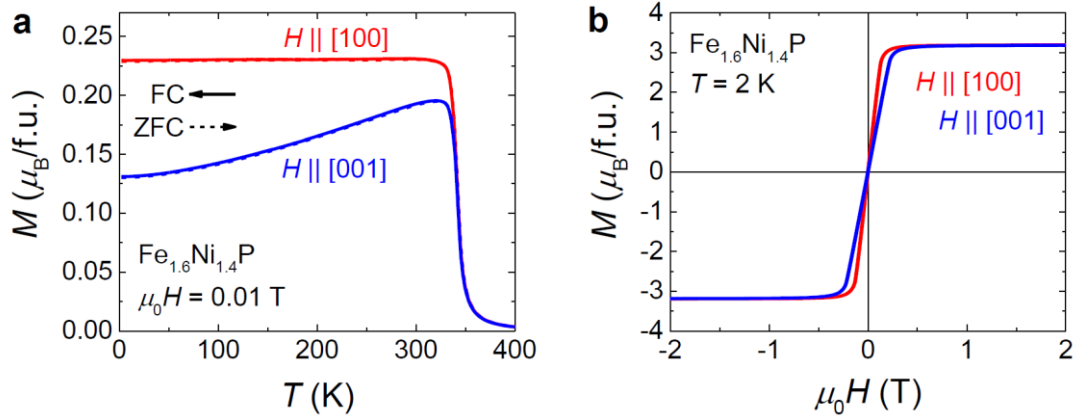 a
M (μB/f.u.)
0.25
0.20
0.15
0.10
0.05
0.00
H || [100]
FC
ZFC
H || [001]
Fe1.6Ni1.4P
μ0H = 0.01 T
0 100 200 300 400
T (K)
b
M (μB/f.u.)
4
3
2
1
0
-1
-2
-3
-4
Fe1.6Ni1.4P
T = 2 K
H || [100]
H || [001]
-2 -1 0 1 2
μ0H (T)